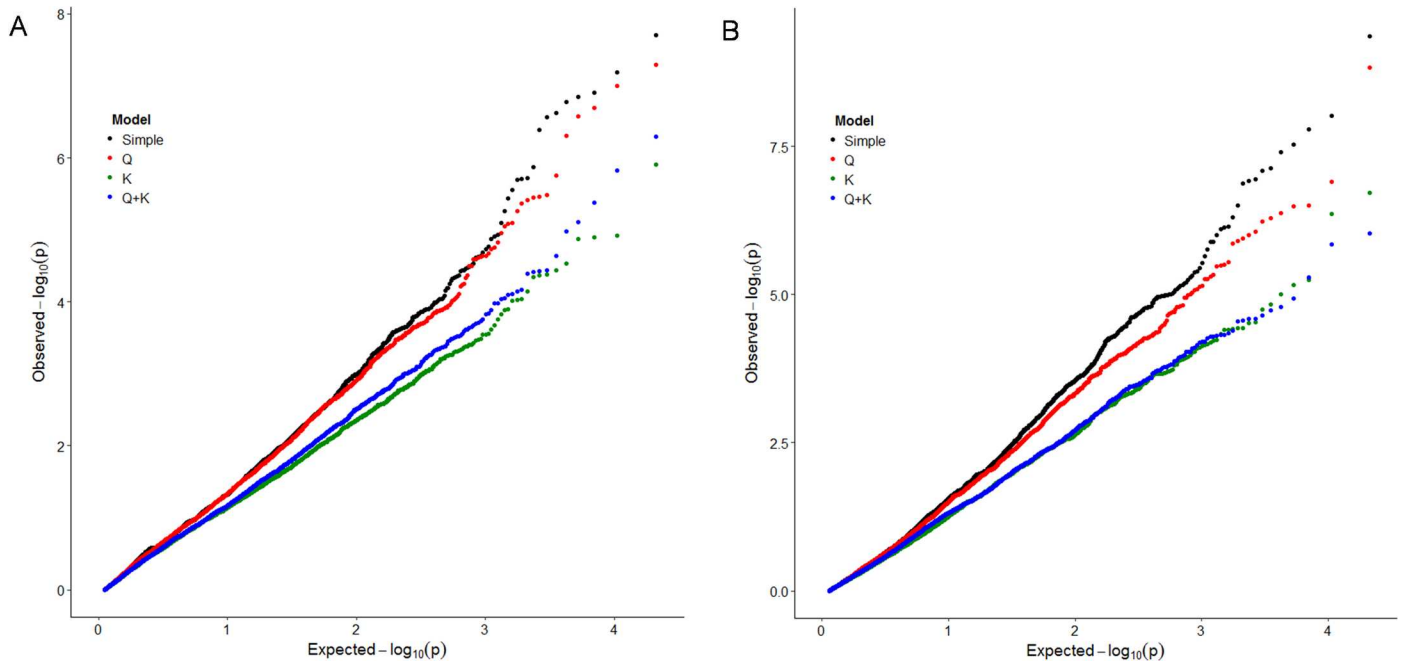 A
8
6
4
2
0
Observed−log10(p)
Model
Simple
Q
K
Q+K
0 1 2 3 4
Expected−log10(p)
B
7.5
5.0
2.5
0.0
Observed−log10(p)
Model
Simple
Q
K
Q+K
0 1 2 3 4
Expected−log10(p)